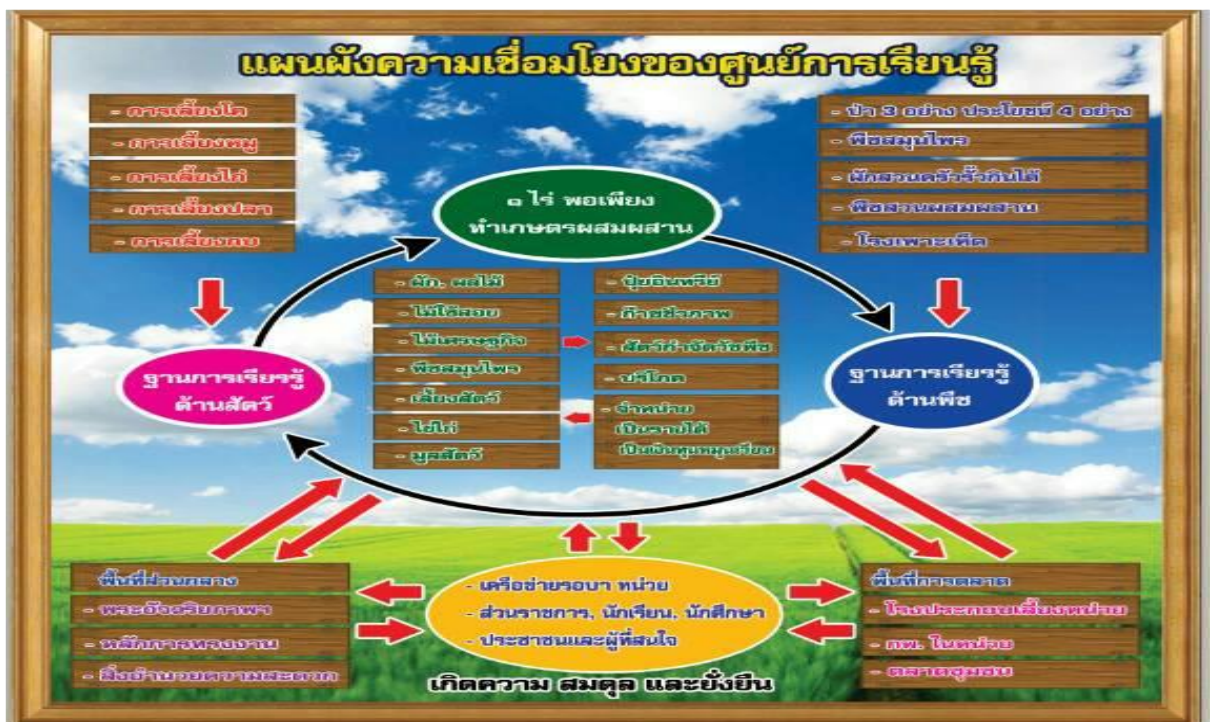 แผนผังความเชื่อมโยงของศูนย์การเรียนรู้
- การเลี้ยงโค
- การเลี้ยงหมู
- การเลี้ยงไก่
- การเลี้ยงปลา
- การเลี้ยงกบ
- ป่า 3 อย่าง ประโยชน์ 4 อย่าง
- พืชสมุนไพร
- ผักสวนครัวรั้วกินได้
- พืชสวนผสมผสาน
- โรงเพาะเห็ด
๑ ไร่ พอเพียง
ทำเกษตรผสมผสาน
ฐานการเรียรรู้
ด้านสัตว์
- ผัก, ผลไม้
- ไม้ใช้สอย
- ไม้เศรษฐกิจ
- พืชสมุนไพร
- เลี้ยงสัตว์
- ไข่ไก่
- มูลสัตว์
- ปุ๋ยอินทรีย์
- ก๊าซชีวภาพ
- สัตว์กำจัดวัชพืช
- บริโภค
- จำหน่าย
เป็นรายได้
เป็นเงินทุนหมุนเวียน
ฐานการเรียรรู้
ด้านพืช
พื้นที่ส่วนกลาง
- พระอัจฉริยภาพฯ
- หลักการทรงงาน
- สิ่งอำนวยความสะดวก
- เครือข่ายรอบๆ หน่วย
- ส่วนราชการ, นักเรียน, นักศึกษา
- ประชาชนและผู้ที่สนใจ
พื้นที่การตลาด
- โรงประกอบเลี้ยงหน่วย
- กพ. ในหน่วย
- ตลาดชุมชน
เกิดความ สมดุล และยั่งยืน